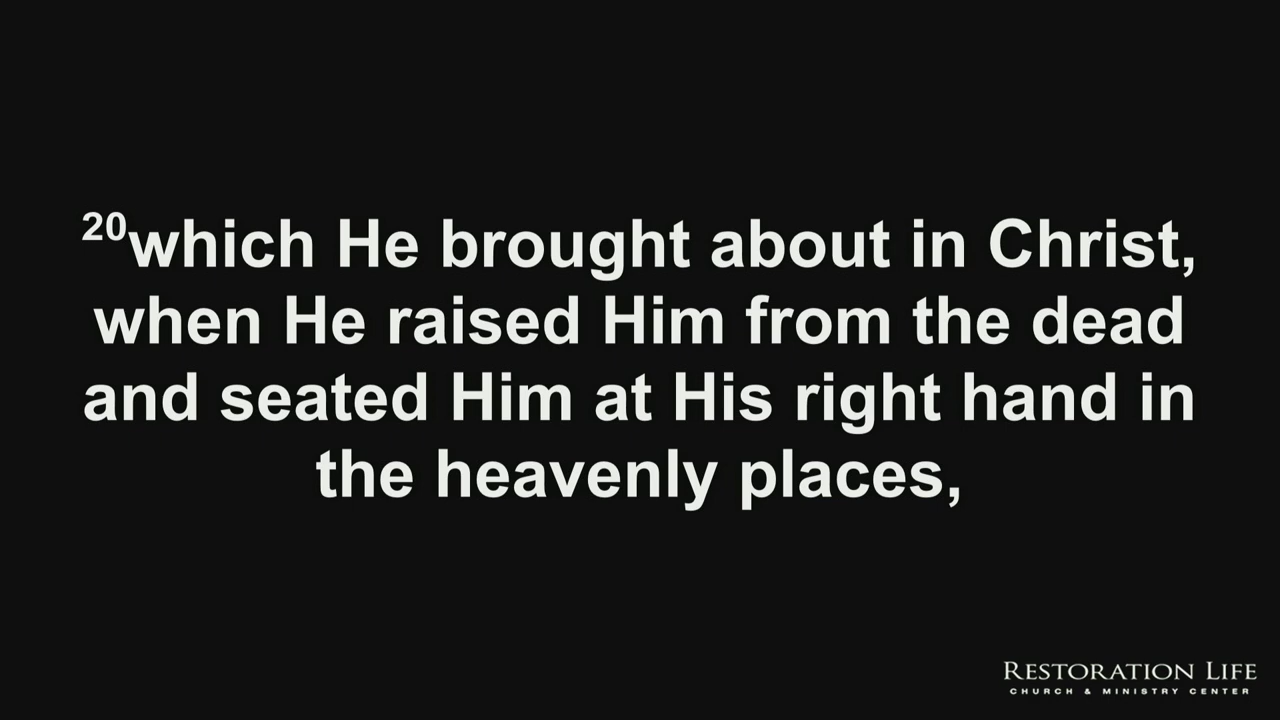 20which He brought about in Christ,
when He raised Him from the dead
and seated Him at His right hand in
the heavenly places,
RESTORATION LIFE
CHURCH & MINISTRY CENTER